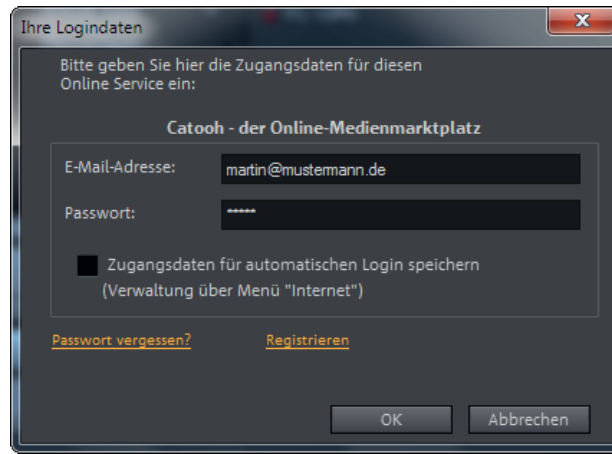 Ihre Logindaten
Bitte geben Sie hier die Zugangsdaten für diesen
Online Service ein:
Catooh - der Online-Medienmarktplatz
E-Mail-Adresse:
martin@mustermann.de
Passwort:
*****
Zugangsdaten für automatischen Login speichern
(Verwaltung über Menü "Internet")
Passwort vergessen?
Registrieren
OK
Abbrechen